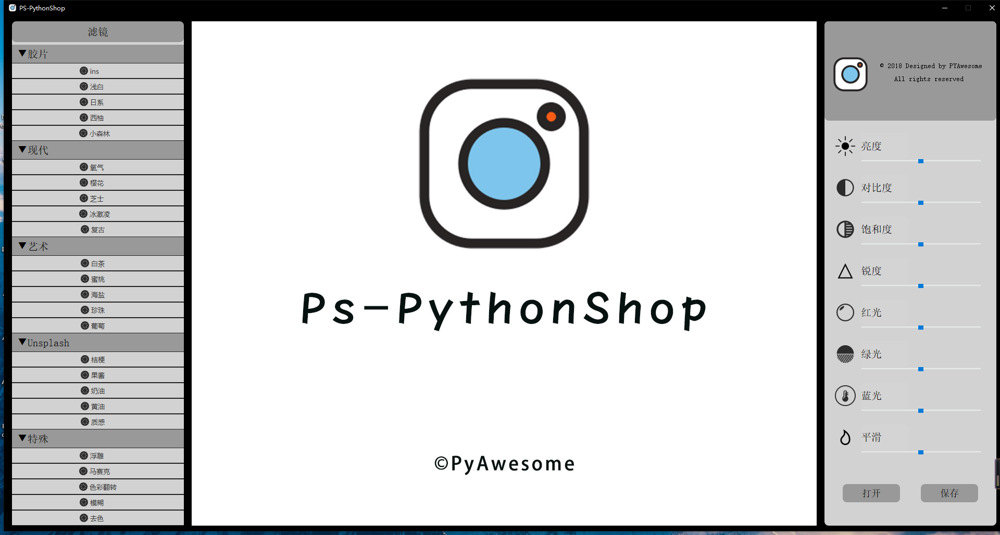 PS-PythonShop
滤镜
▼胶片
ins
浅白
日系
西柚
小森林
▼现代
氧气
樱花
芝士
冰激凌
复古
▼艺术
白茶
蜜桃
海盐
珍珠
葡萄
▼Unsplash
桔梗
果酱
奶油
黄油
质感
▼特殊
浮雕
马赛克
色彩翻转
模糊
去色
Ps-PythonShop
©PyAwesome
© 2018 Designed by PYAwesome
All rights reserved
亮度
对比度
饱和度
锐度
红光
绿光
蓝光
平滑
打开
保存